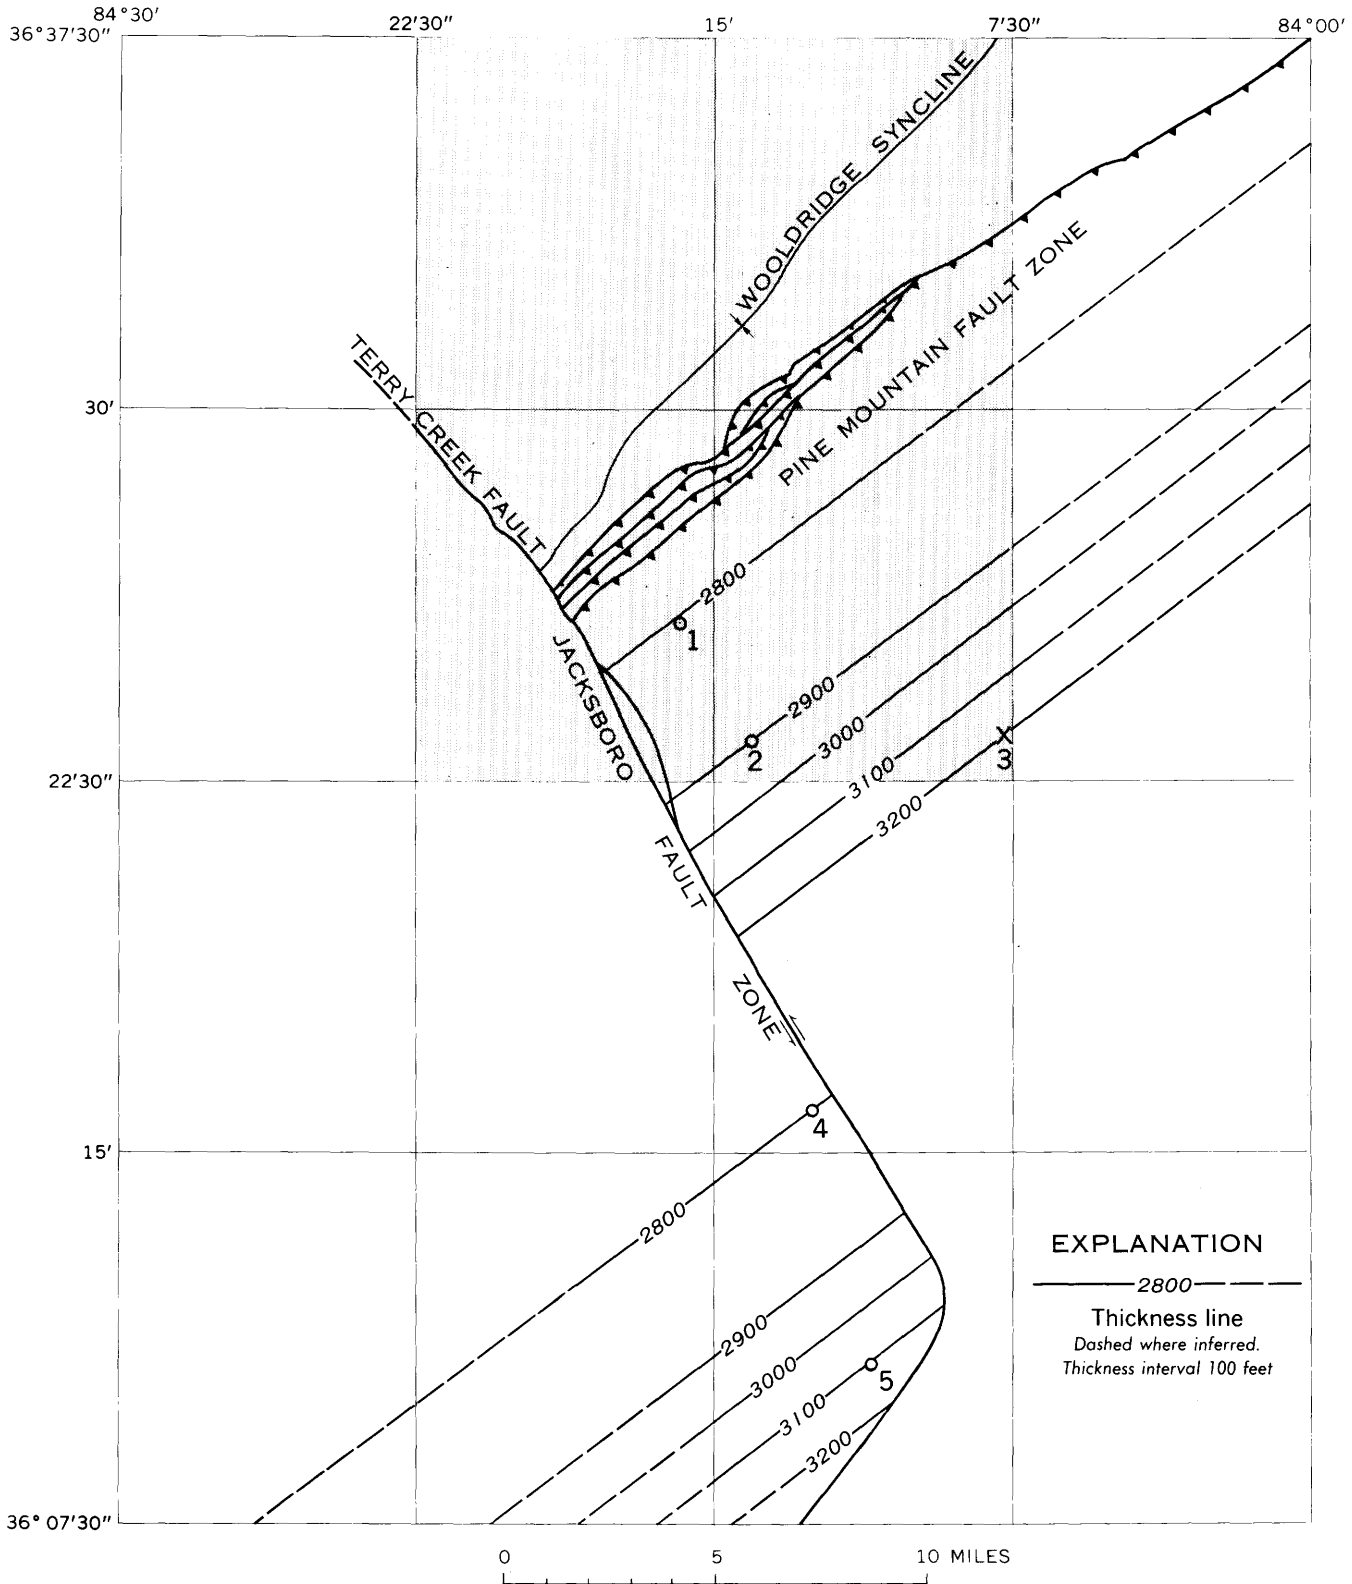 84°30' 22'30" 15' 7'30" 84°00'
36°37'30"
WOOLDRIDGE SYNCLINE
PINE MOUNTAIN FAULT ZONE
TERRY CREEK FAULT
30'
2800
1
JACKSBORO FAULT ZONE
2900
2
3000
3
3100
22'30"
3200
4
15'
2800
EXPLANATION
2800
Thickness line
Dashed where inferred.
Thickness interval 100 feet
2900
3000
5
3100
3200
36°07'30"
0 5 10 MILES